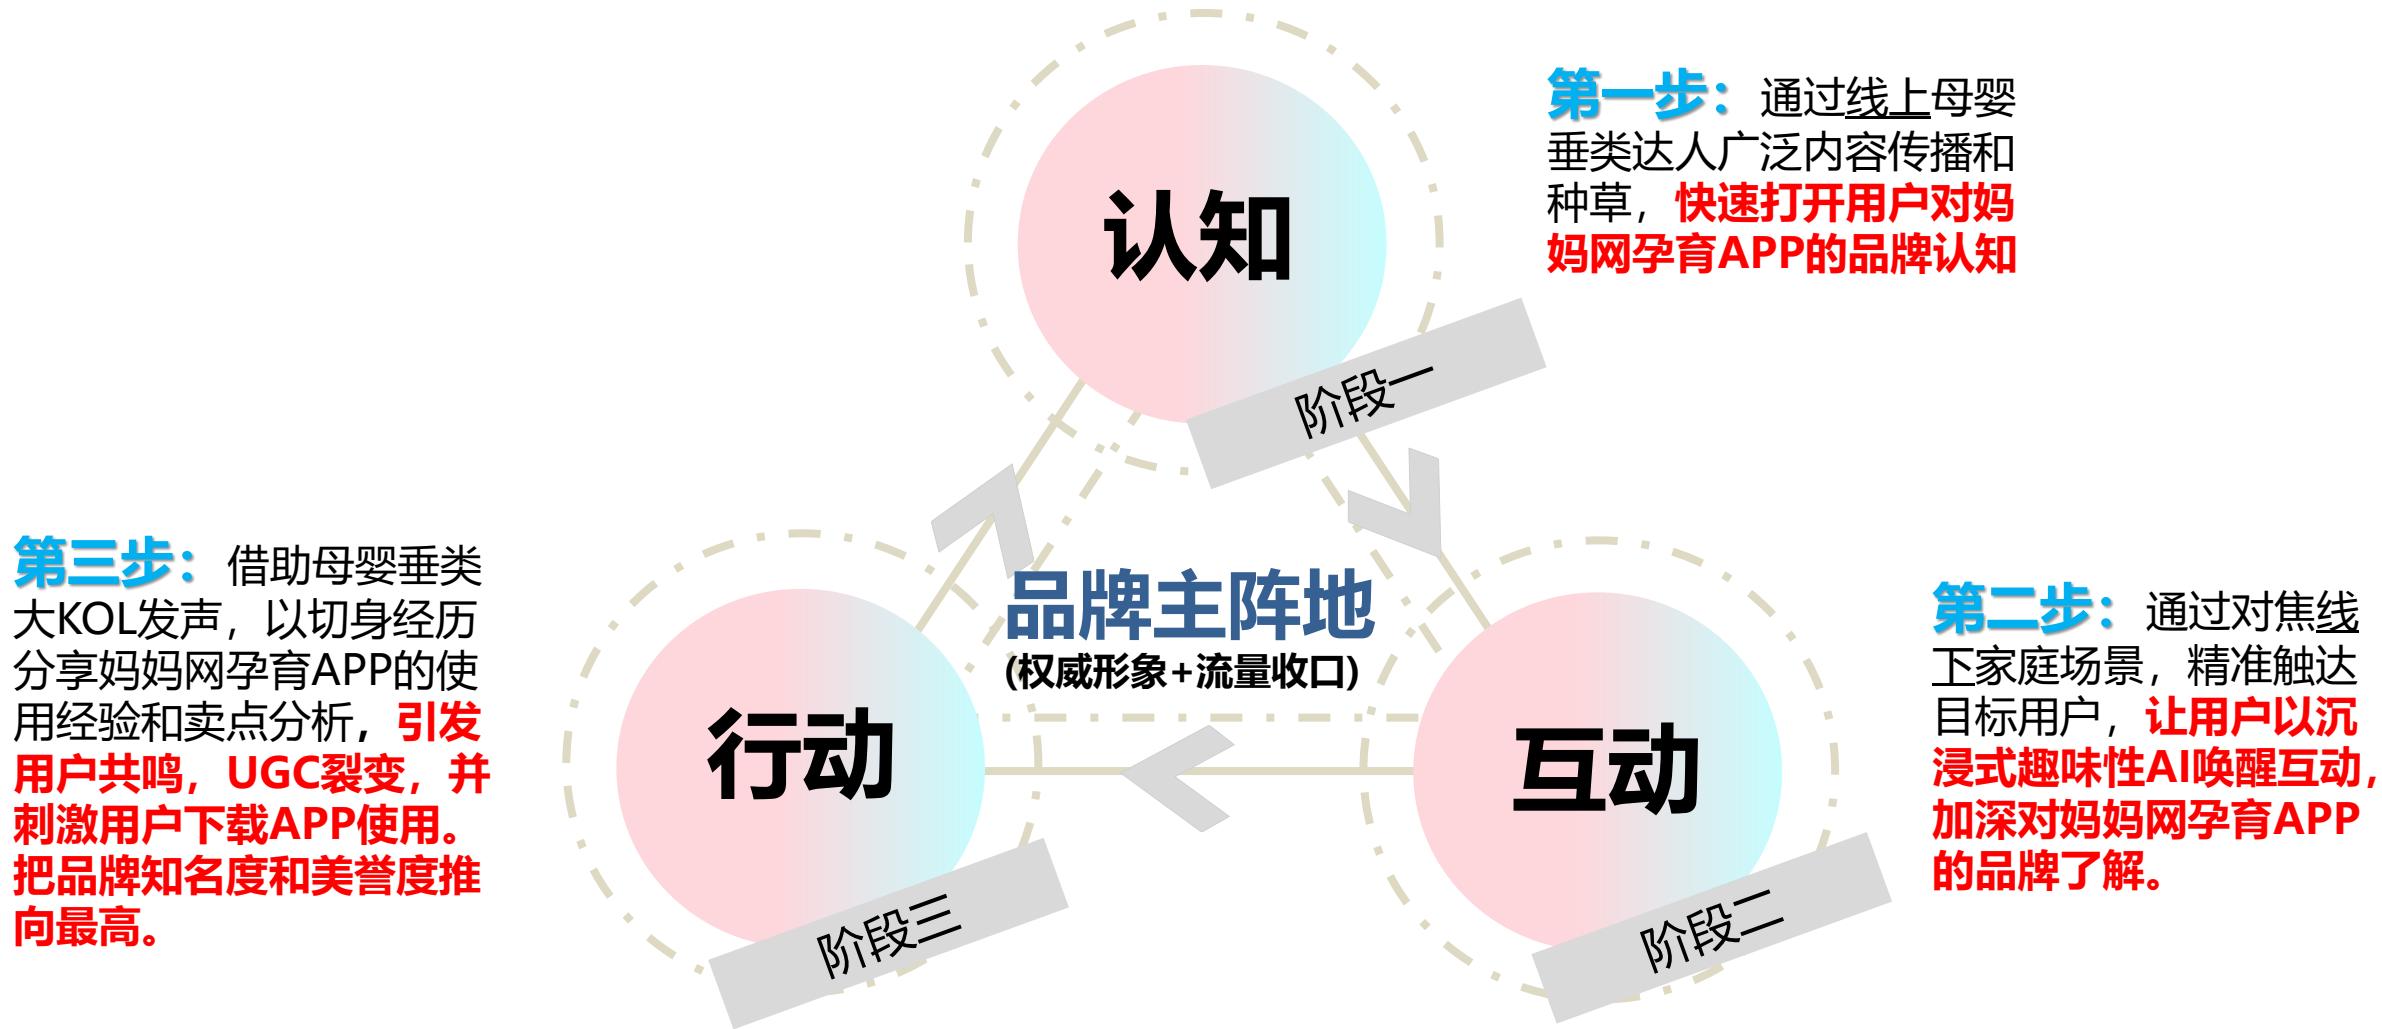 认知
阶段一
第一步：通过线上母婴
垂类达人广泛内容传播和
种草，快速打开用户对妈
妈网孕育APP的品牌认知
品牌主阵地
(权威形象+流量收口)
互动
阶段二
第二步：通过对焦线
下家庭场景，精准触达
目标用户，让用户以沉
浸式趣味性AI唤醒互动，
加深对妈妈网孕育APP
的品牌了解。
行动
阶段三
第三步：借助母婴垂类
大KOL发声，以切身经历
分享妈妈网孕育APP的使
用经验和卖点分析，引发
用户共鸣，UGC裂变，并
刺激用户下载APP使用。
把品牌知名度和美誉度推
向最高。